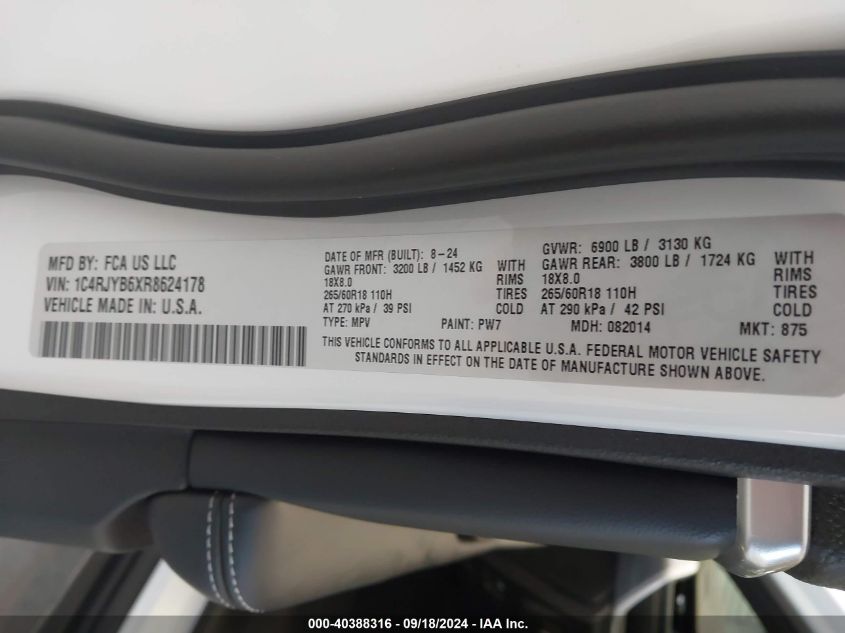 MFD BY: FCA US LLC
VIN: 1C4RJYB6XR8624178
VEHICLE MADE IN: U.S.A.
DATE OF MFR (BUILT): 8-24
GAWR FRONT: 3200 LB / 1452 KG WITH
18X8.0 RIMS
265/60R18 110H TIRES
AT 270 kPa / 39 PSI COLD
TYPE: MPV PAINT: PW7
GVWR: 6900 LB / 3130 KG
GAWR REAR: 3800 LB / 1724 KG WITH
18X8.0 RIMS
265/60R18 110H TIRES
AT 290 kPa / 42 PSI COLD
MDH: 082014 MKT: 875
THIS VEHICLE CONFORMS TO ALL APPLICABLE U.S.A. FEDERAL MOTOR VEHICLE SAFETY
STANDARDS IN EFFECT ON THE DATE OF MANUFACTURE SHOWN ABOVE.
000-40388316 - 09/18/2024 - IAA Inc.